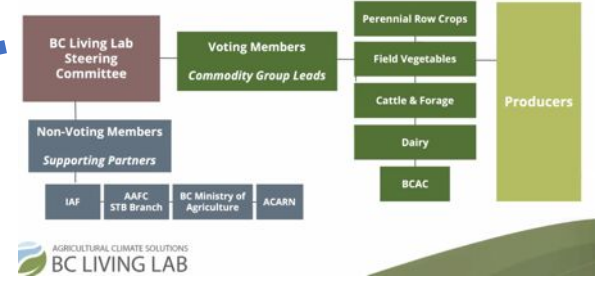 BC Living Lab
Steering
Committee
Voting Members
Commodity Group Leads
Perennial Row Crops
Field Vegetables
Cattle & Forage
Dairy
BCAC
Producers
Non-Voting Members
Supporting Partners
IAF
AAFC
STB Branch
BC Ministry of
Agriculture
ACARN
AGRICULTURAL CLIMATE SOLUTIONS
BC LIVING LAB